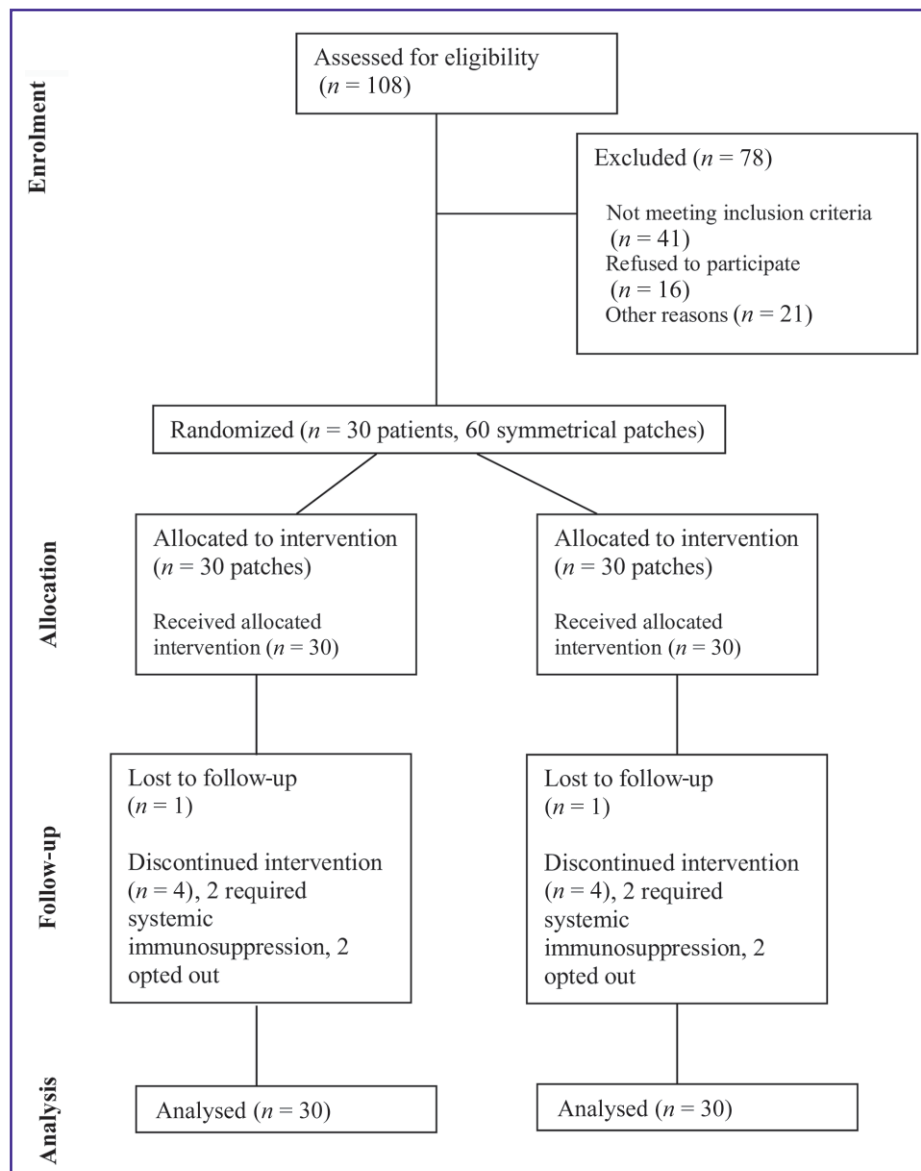 Enrolment
Assessed for eligibility
(n = 108)
Excluded (n = 78)
Not meeting inclusion criteria
(n = 41)
Refused to participate
(n = 16)
Other reasons (n = 21)
Randomized (n = 30 patients, 60 symmetrical patches)
Allocation
Allocated to intervention
(n = 30 patches)
Received allocated
intervention (n = 30)
Allocated to intervention
(n = 30 patches)
Received allocated
intervention (n = 30)
Follow-up
Lost to follow-up
(n = 1)
Discontinued intervention
(n = 4), 2 required
systemic
immunosuppression, 2
opted out
Lost to follow-up
(n = 1)
Discontinued intervention
(n = 4), 2 required
systemic
immunosuppression, 2
opted out
Analysis
Analysed (n = 30)
Analysed (n = 30)